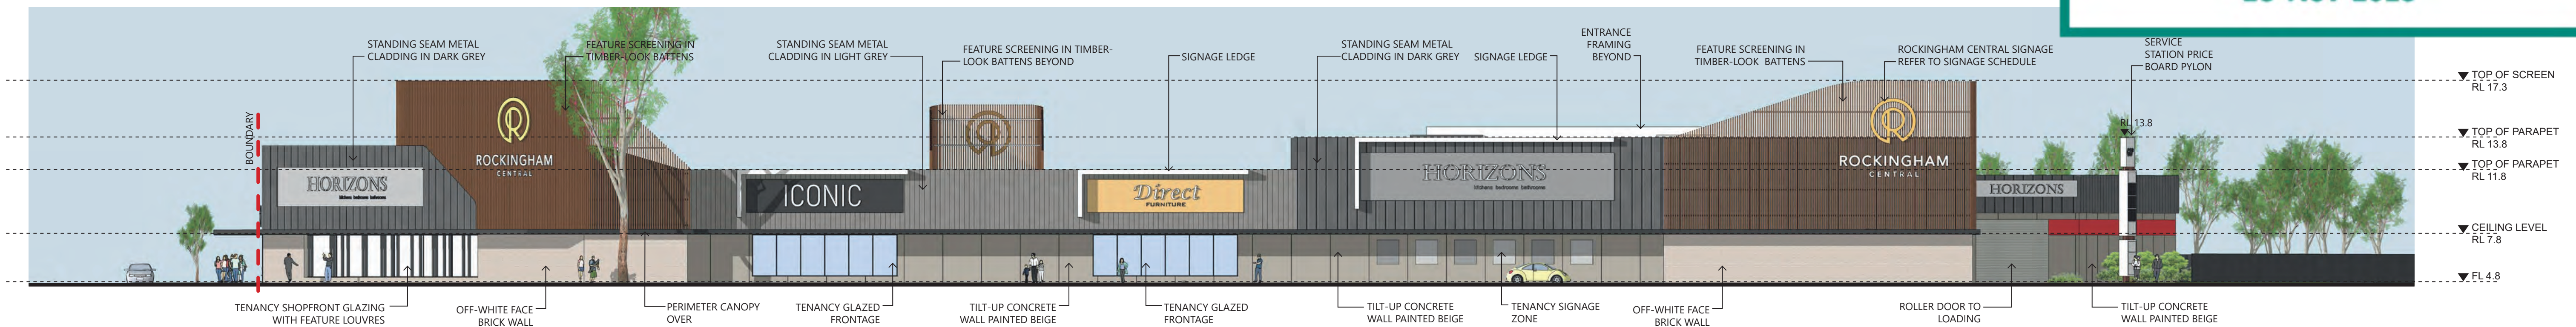 STANDING SEAM METAL
CLADDING IN DARK GREY
FEATURE SCREENING IN
TIMBER-LOOK BATTENS
STANDING SEAM METAL
CLADDING IN LIGHT GREY
FEATURE SCREENING IN TIMBER-
LOOK BATTENS BEYOND
SIGNAGE LEDGE
STANDING SEAM METAL
CLADDING IN DARK GREY
SIGNAGE LEDGE
ENTRANCE
FRAMING
BEYOND
FEATURE SCREENING IN
TIMBER-LOOK BATTENS
ROCKINGHAM CENTRAL SIGNAGE
REFER TO SIGNAGE SCHEDULE
SERVICE
STATION PRICE
BOARD PYLON
TOP OF SCREEN
RL 17.3
RL 13.8
TOP OF PARAPET
RL 13.8
TOP OF PARAPET
RL 11.8
CEILING LEVEL
RL 7.8
FL 4.8
BOUNDARY
HORIZONS
kitchens bedrooms bathrooms
ROCKINGHAM
CENTRAL
ICONIC
Direct
FURNITURE
HORIZONS
kitchens bedrooms bathrooms
ROCKINGHAM
CENTRAL
HORIZONS
TENANCY SHOPFRONT GLAZING
WITH FEATURE LOUVRES
OFF-WHITE FACE
BRICK WALL
PERIMETER CANOPY
OVER
TENANCY GLAZED
FRONTAGE
TILT-UP CONCRETE
WALL PAINTED BEIGE
TENANCY GLAZED
FRONTAGE
TILT-UP CONCRETE
WALL PAINTED BEIGE
TENANCY SIGNAGE
ZONE
OFF-WHITE FACE
BRICK WALL
ROLLER DOOR TO
LOADING
TILT-UP CONCRETE
WALL PAINTED BEIGE